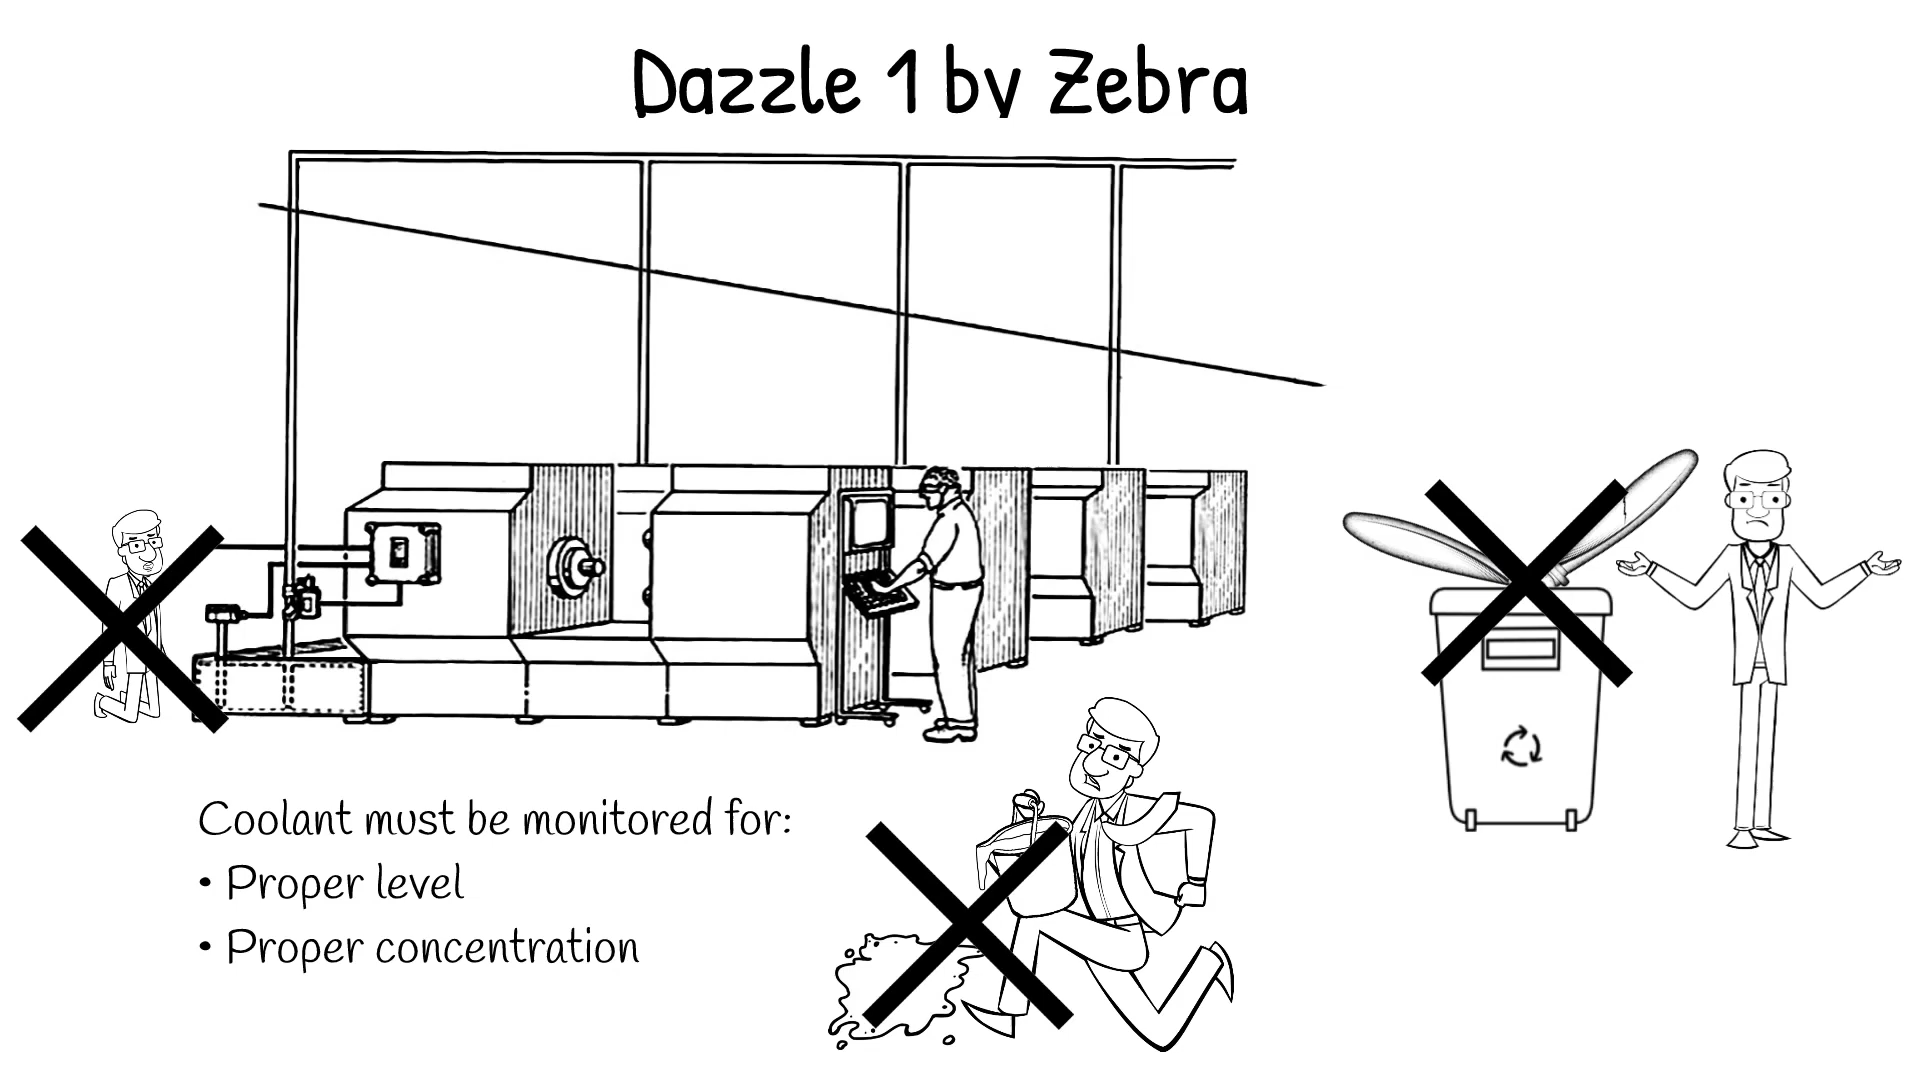 Dazzle 1 by Zebra
Coolant must be monitored for:
• Proper level
• Proper concentration